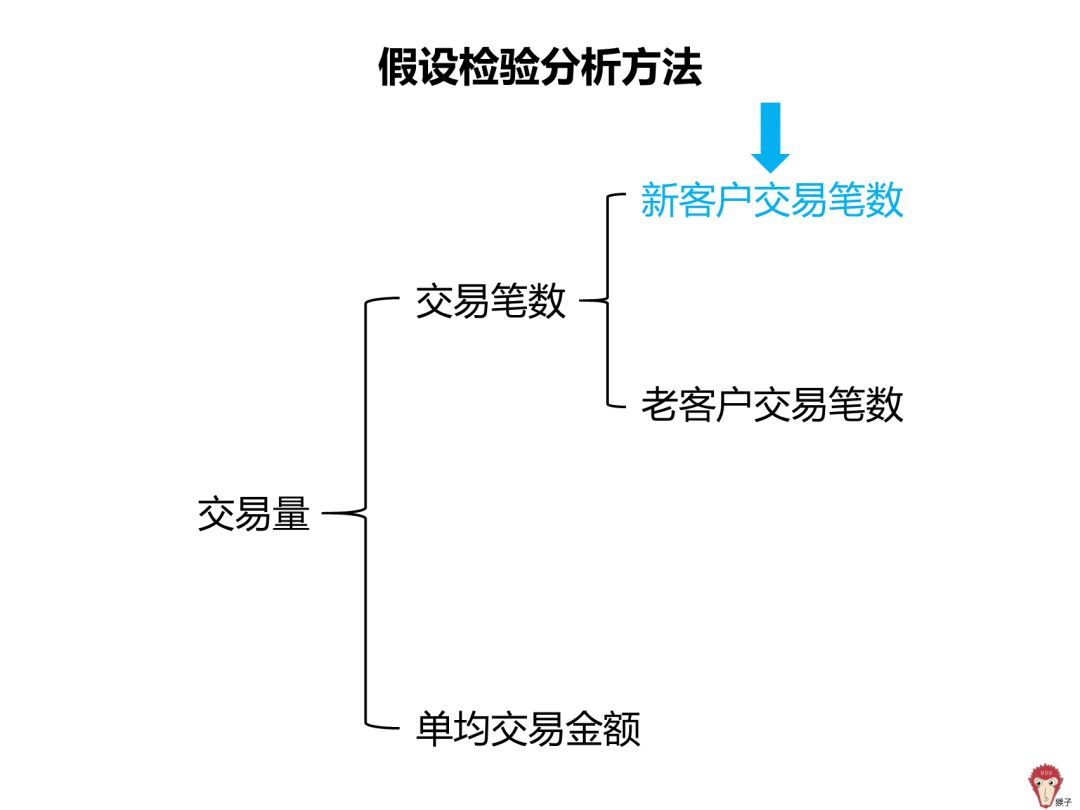 假设检验分析方法
新客户交易笔数
交易笔数
老客户交易笔数
交易量
单均交易金额
猴子